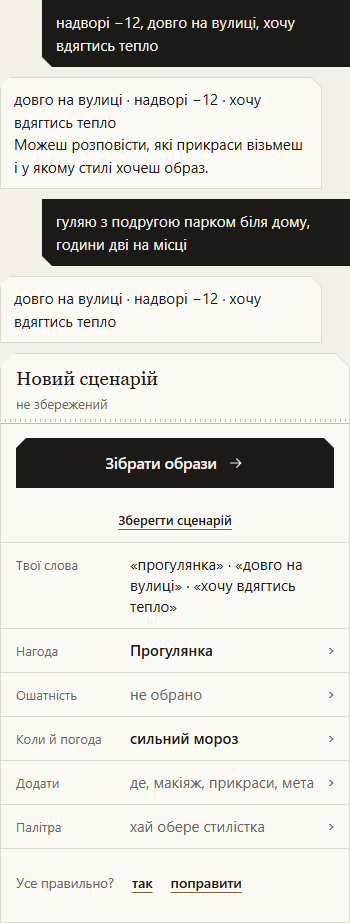 надворі −12, довго на вулиці, хочу
вдягтись тепло
довго на вулиці · надворі −12 · хочу
вдягтись тепло
Можеш розповісти, які прикраси візьмеш
і у якому стилі хочеш образ.
гуляю з подругою парком біля дому,
години дві на місці
довго на вулиці · надворі −12 · хочу
вдягтись тепло
Новий сценарій
не збережений
Зібрати образи →
Зберегти сценарій
Твої слова «прогулянка» · «довго на
вулиці» · «хочу вдягтись
тепло»
Нагода Прогулянка ›
Ошатність не обрано ›
Коли й погода сильний мороз ›
Додати де, макіяж, прикраси, мета ›
Палітра хай обере стилістка ›
Усе правильно? так поправити